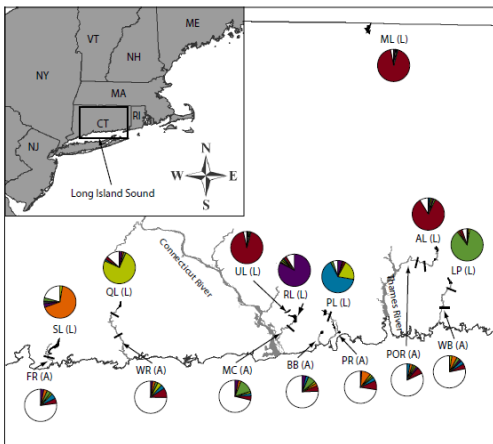 ME
VT
NH
NY
MA
CT
RI
NJ
Long Island Sound
N
W E
S
ML (L)
Connecticut River
Thames River
AL (L)
LP (L)
UL (L)
RL (L)
PL (L)
QL (L)
SL (L)
FR (A)
WR (A)
MC (A)
BB (A)
PR (A)
POR (A)
WB (A)